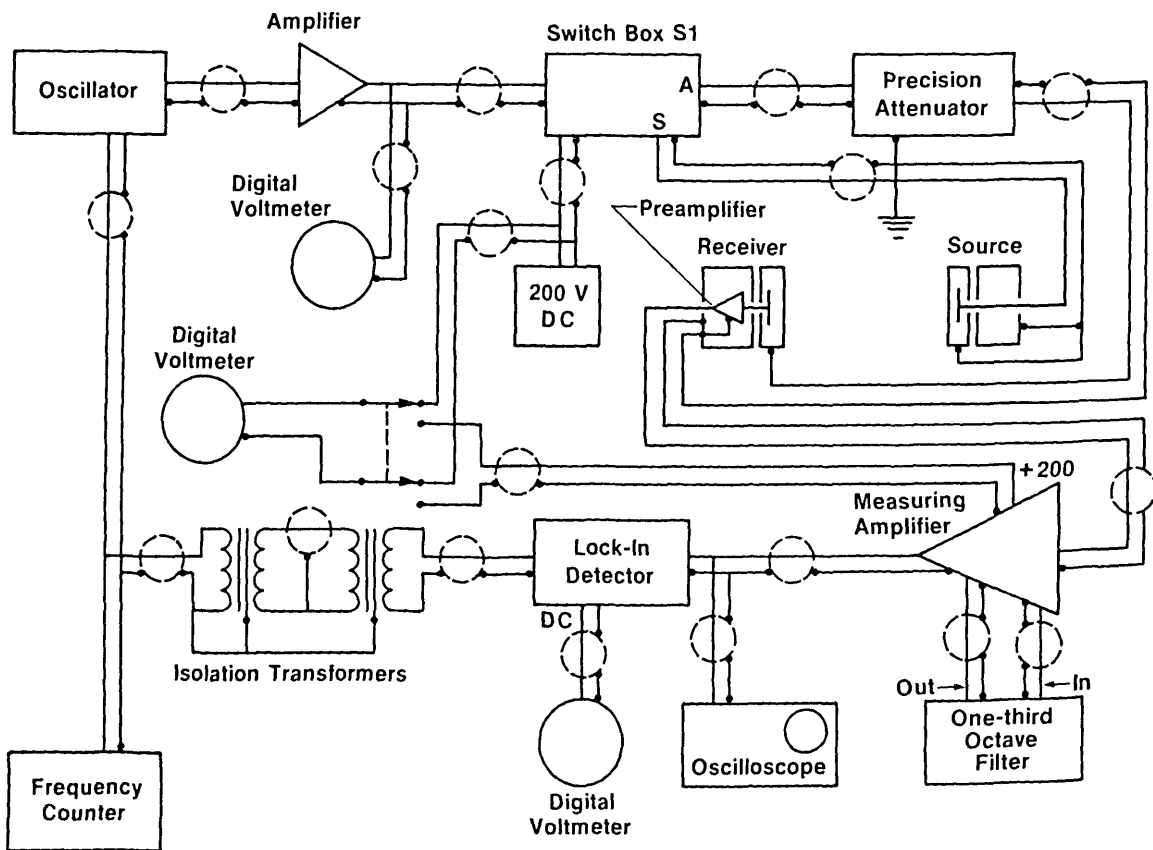 Amplifier
Switch Box S1
Oscillator
A
Precision
Attenuator
S
Digital
Voltmeter
Preamplifier
Receiver
Source
200 V
DC
Digital
Voltmeter
+200
Measuring
Amplifier
Lock-In
Detector
DC
Isolation Transformers
Out
In
One-third
Octave
Filter
Oscilloscope
Frequency
Counter
Digital
Voltmeter